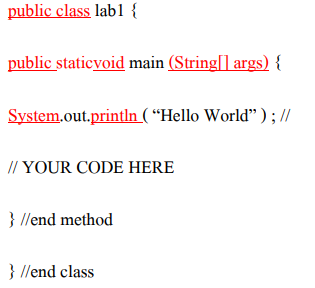 public class lab1 {
public staticvoid main (String[] args) {
System.out.println ( “Hello World” ) ; //
// YOUR CODE HERE
} //end method
} //end class